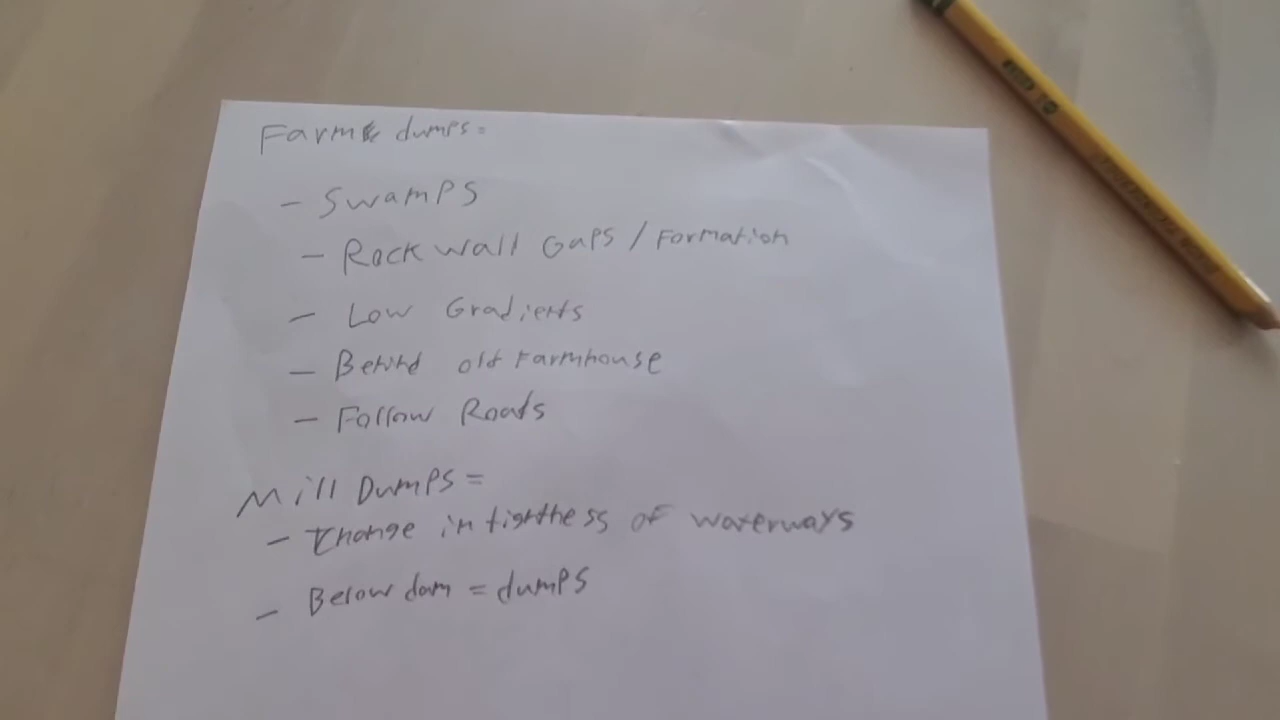 Farm dumps=
- Swamps
- Rock wall Gaps / Formation
- Low Gradients
- Behind old Farmhouse
- Follow Roads
Mill Dumps=
- Change in tightness of waterways
- Below dam = dumps